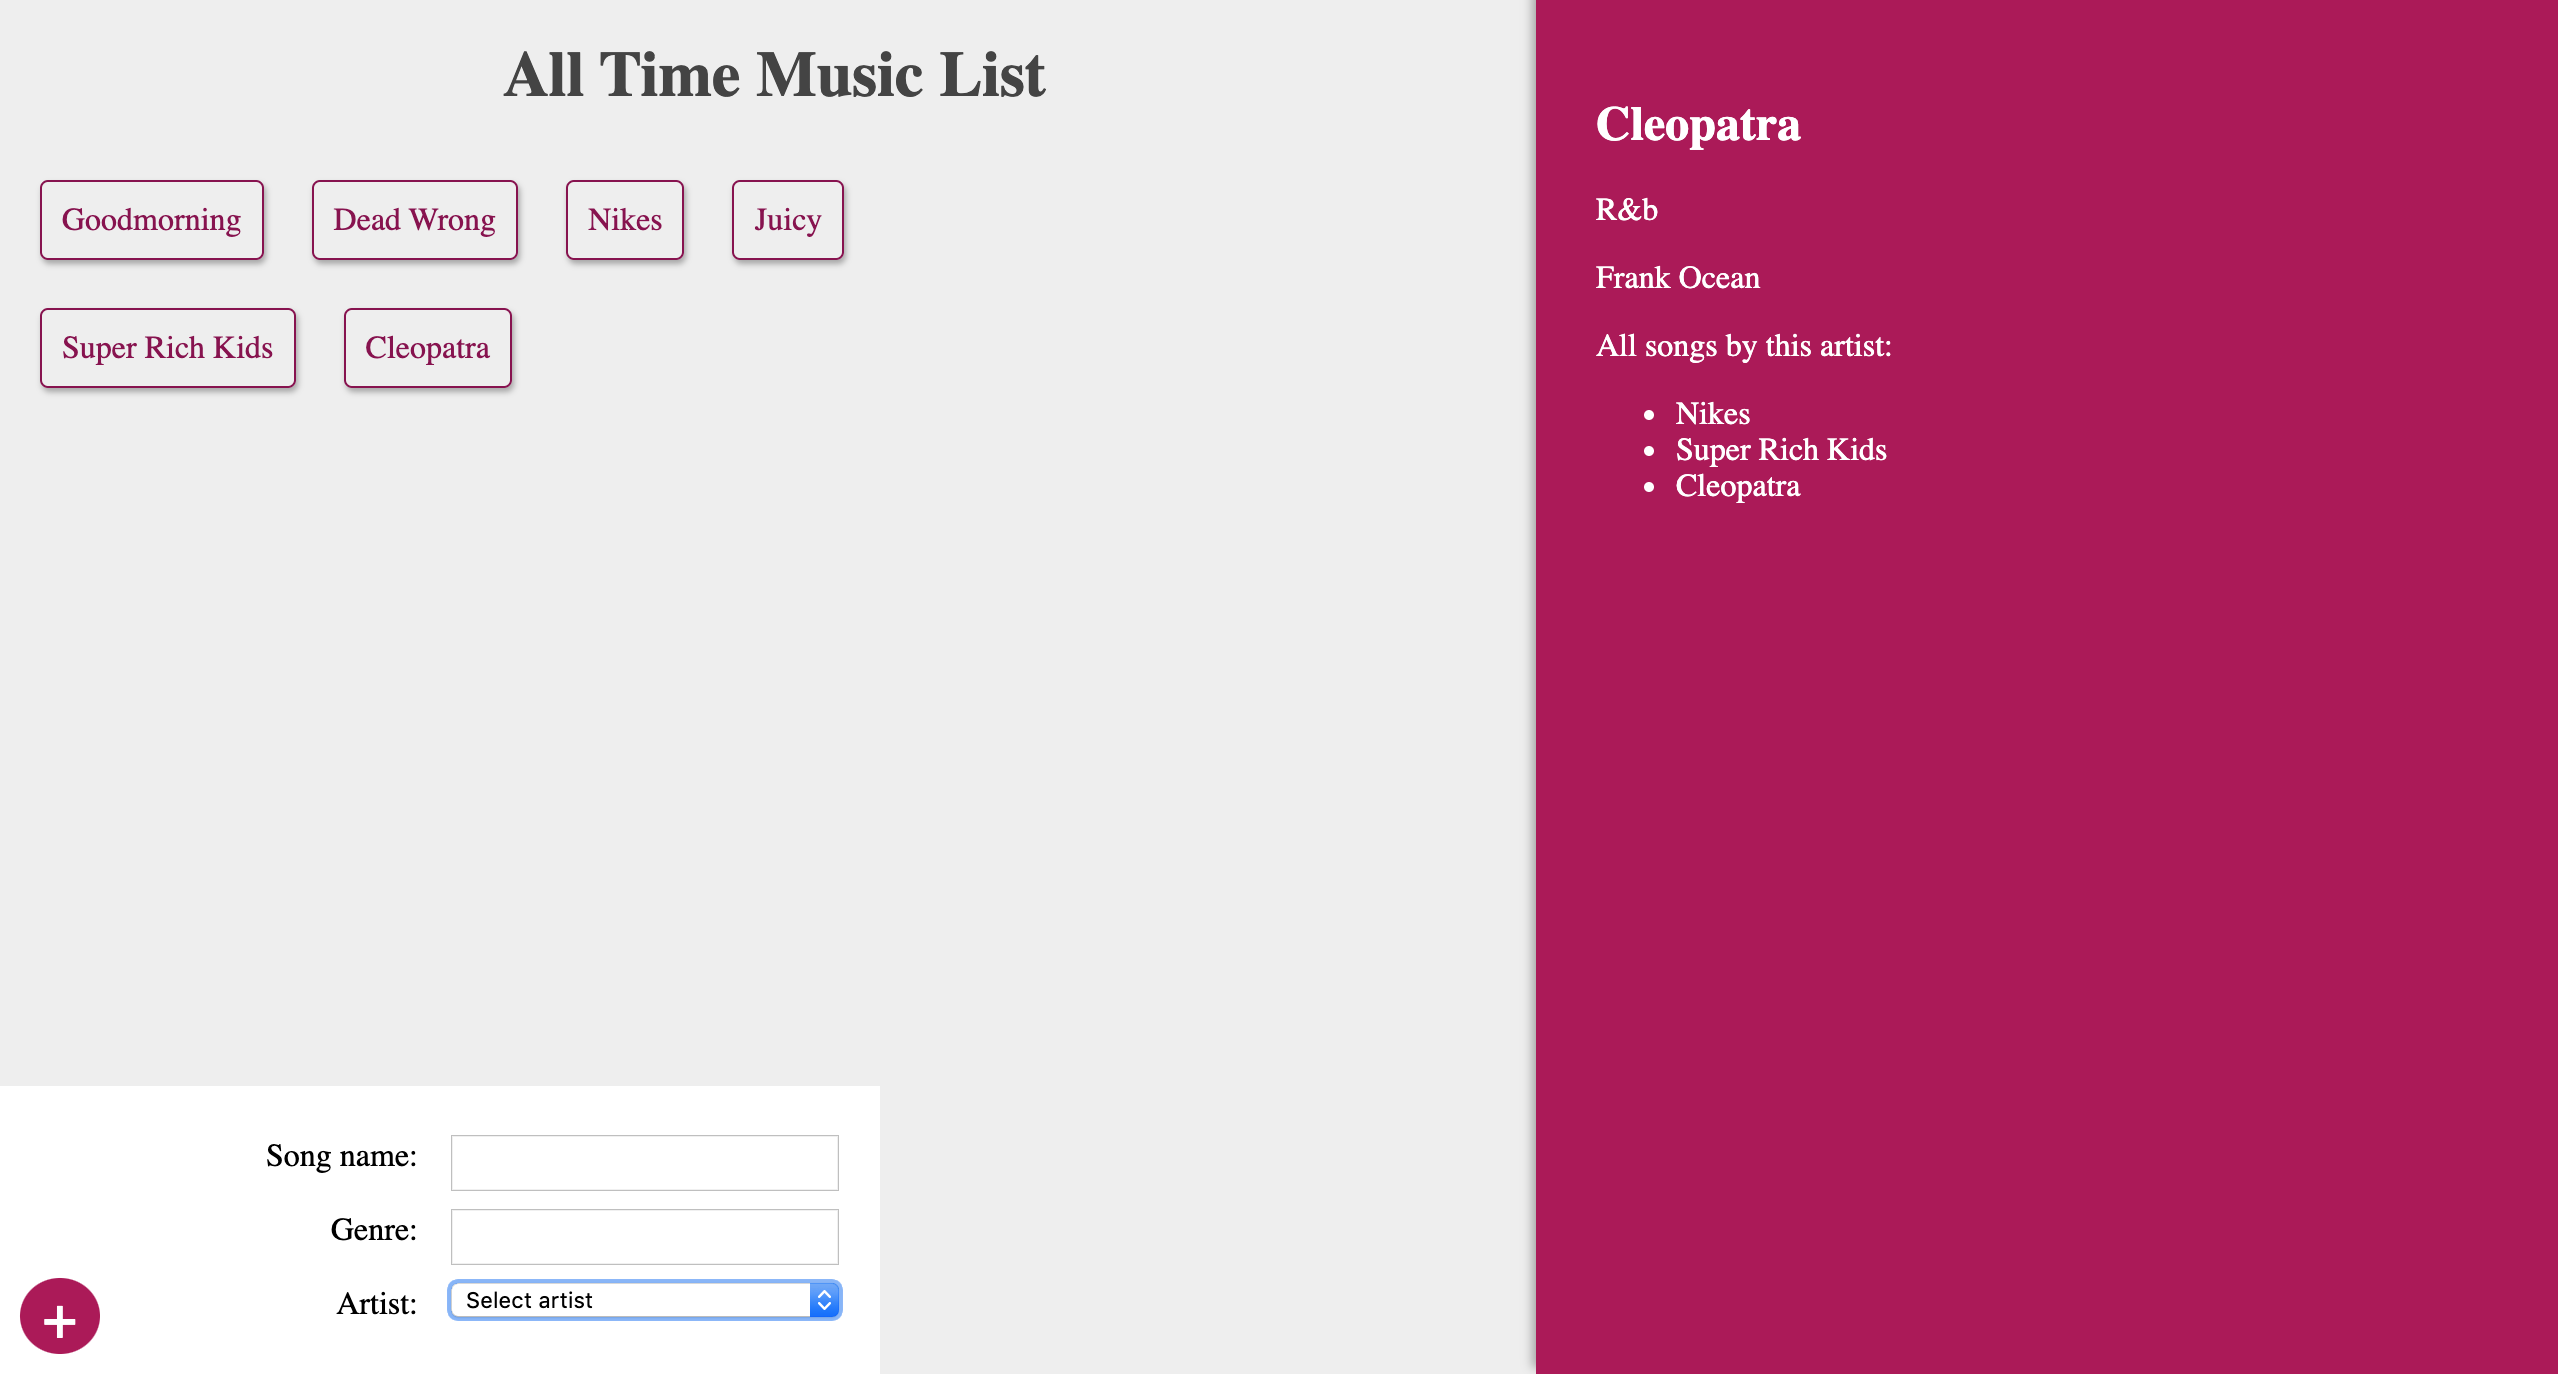 All Time Music List
Goodmorning
Dead Wrong
Nikes
Juicy
Super Rich Kids
Cleopatra
Song name:
Genre:
Artist:
Select artist
+
Cleopatra
R&b
Frank Ocean
All songs by this artist:
• Nikes
• Super Rich Kids
• Cleopatra